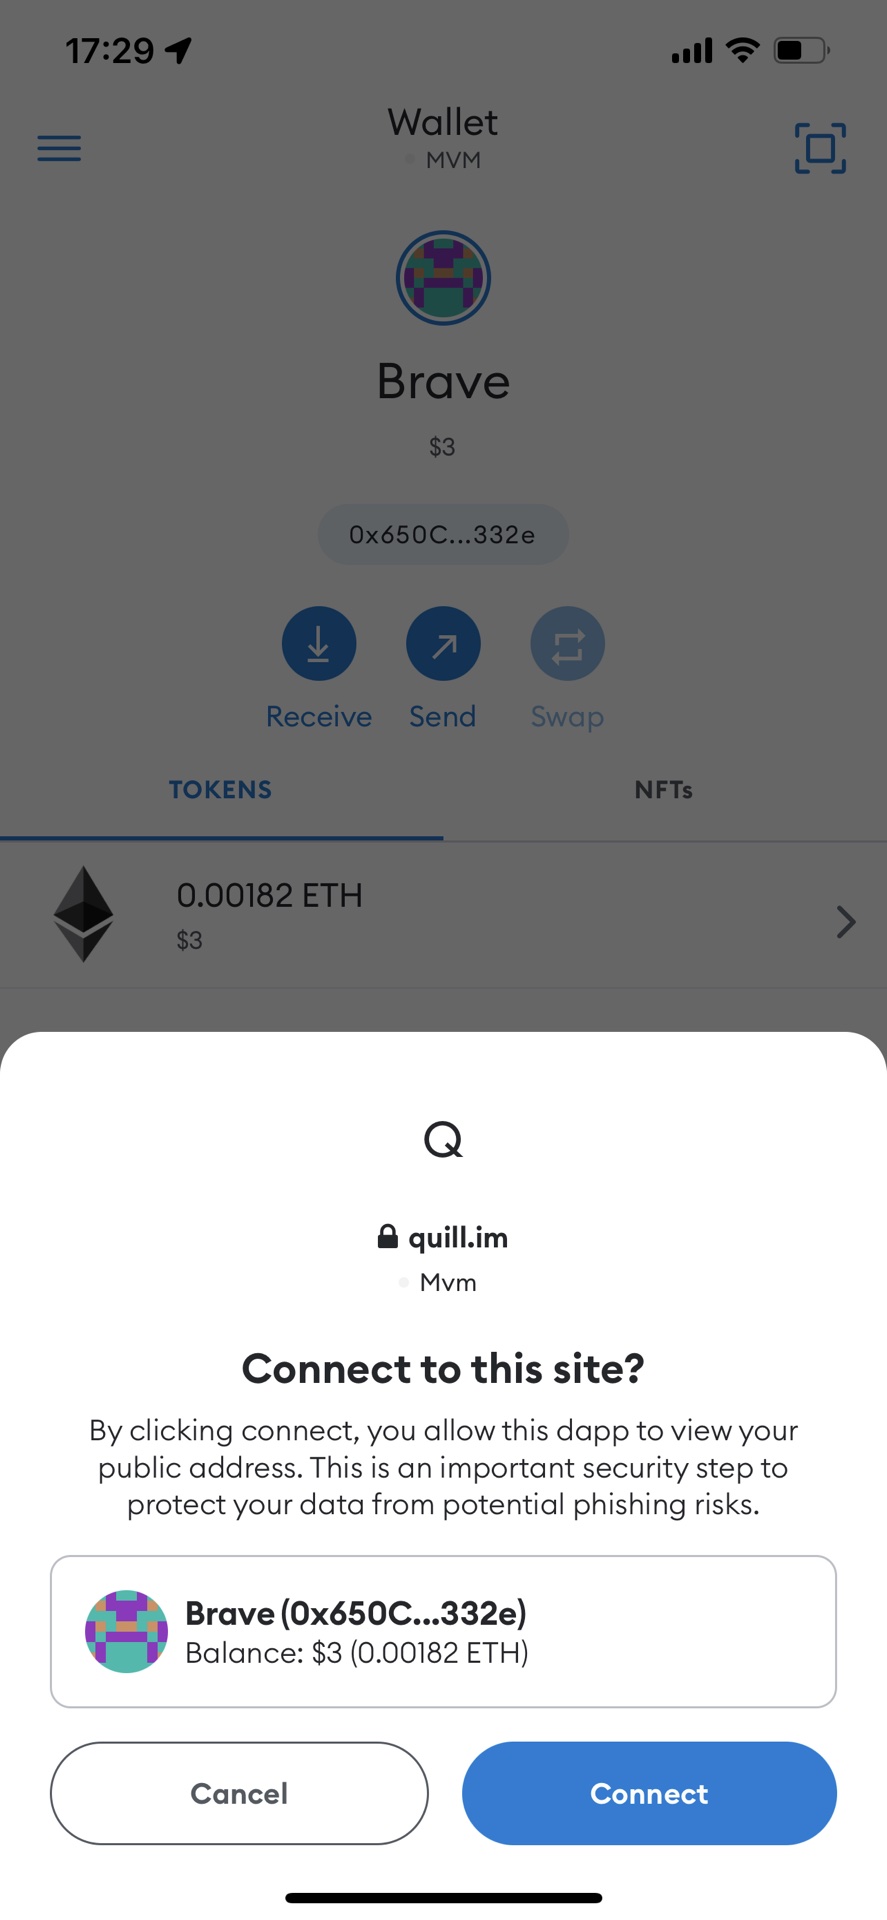 17:29
Wallet
MVM
Brave
$3
0x650C...332e
Receive Send Swap
TOKENS NFTs
0.00182 ETH
$3
Q
quill.im
Mvm
Connect to this site?
By clicking connect, you allow this dapp to view your
public address. This is an important security step to
protect your data from potential phishing risks.
Brave (0x650C...332e)
Balance: $3 (0.00182 ETH)
Cancel Connect